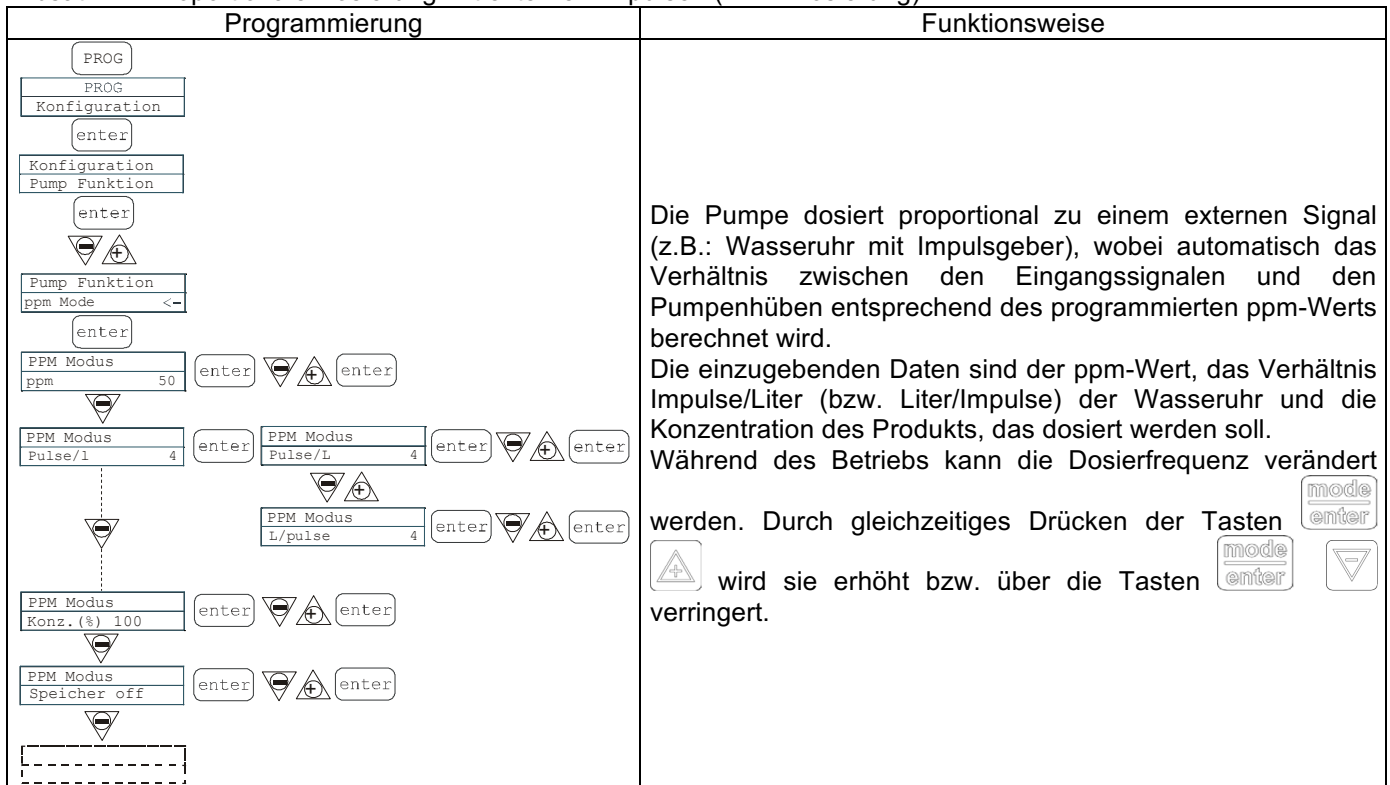 Programmierung
Funktionsweise
PROG
PROG
Konfiguration
enter
Konfiguration
Pump Funktion
enter
Pump Funktion
ppm Mode <-
enter
PPM Modus
ppm 50
enter enter
PPM Modus
Pulse/l 4
enter
PPM Modus
Pulse/L 4
enter enter
PPM Modus
L/pulse 4
enter enter
PPM Modus
Konz.(%) 100
enter enter
PPM Modus
Speicher off
enter enter
Die Pumpe dosiert proportional zu einem externen Signal
(z.B.: Wasseruhr mit Impulsgeber), wobei automatisch das
Verhältnis zwischen den Eingangssignalen und den
Pumpenhüben entsprechend des programmierten ppm-Werts
berechnet wird.
Die einzugebenden Daten sind der ppm-Wert, das Verhältnis
Impulse/Liter (bzw. Liter/Impulse) der Wasseruhr und die
Konzentration des Produkts, das dosiert werden soll.
Während des Betriebs kann die Dosierfrequenz verändert
werden. Durch gleichzeitiges Drücken der Tasten mode enter
wird sie erhöht bzw. über die Tasten mode enter
verringert.